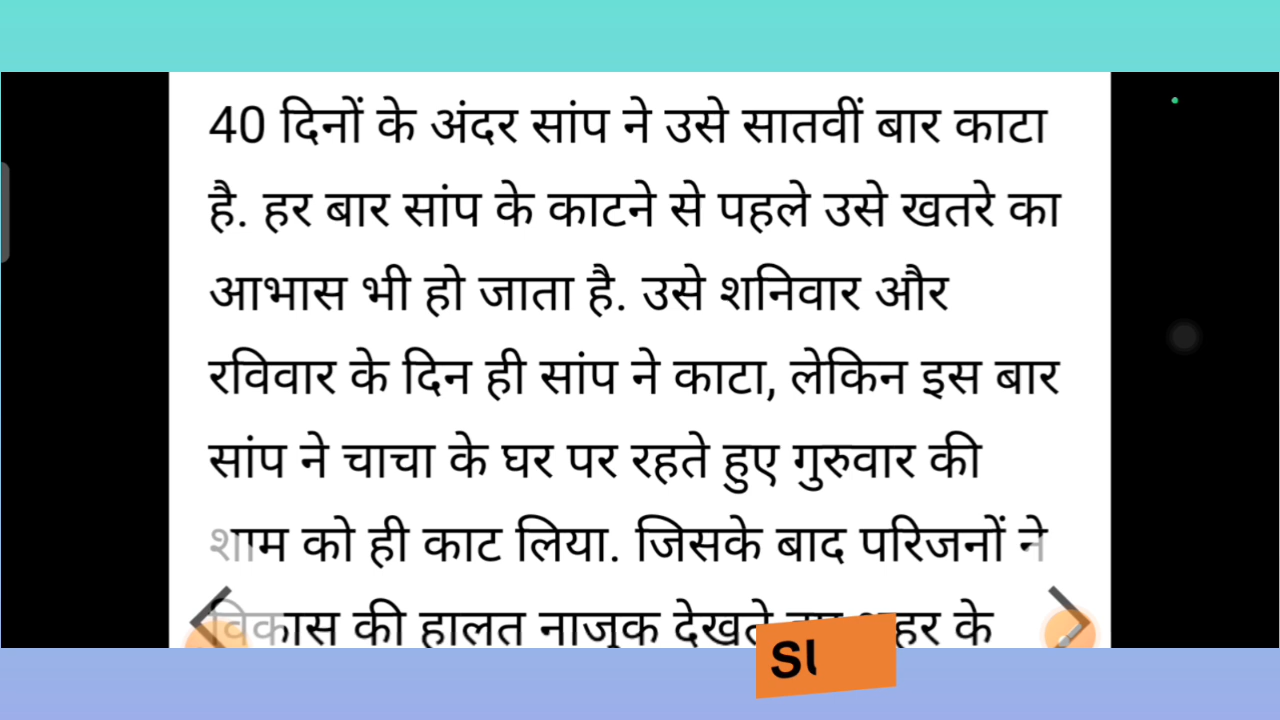 40 दिनों के अंदर सांप ने उसे सातवीं बार काटा
है. हर बार सांप के काटने से पहले उसे खतरे का
आभास भी हो जाता है. उसे शनिवार और
रविवार के दिन ही सांप ने काटा, लेकिन इस बार
सांप ने चाचा के घर पर रहते हुए गुरुवार की
शाम को ही काट लिया. जिसके बाद परिजनों ने
विकास की हालत नाजुक देखते के